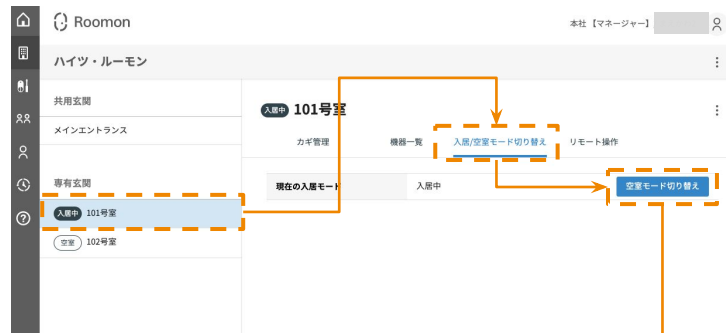 Roomon
本社 【マネージャー】
ハイツ・ルーモン
共用玄関
メインエントランス
専有玄関
入居中 101号室
空室 102号室
入居中 101号室
カギ管理 機器一覧 入居/空室モード切り替え リモート操作
現在の入居モード 入居中 空室モード切り替え